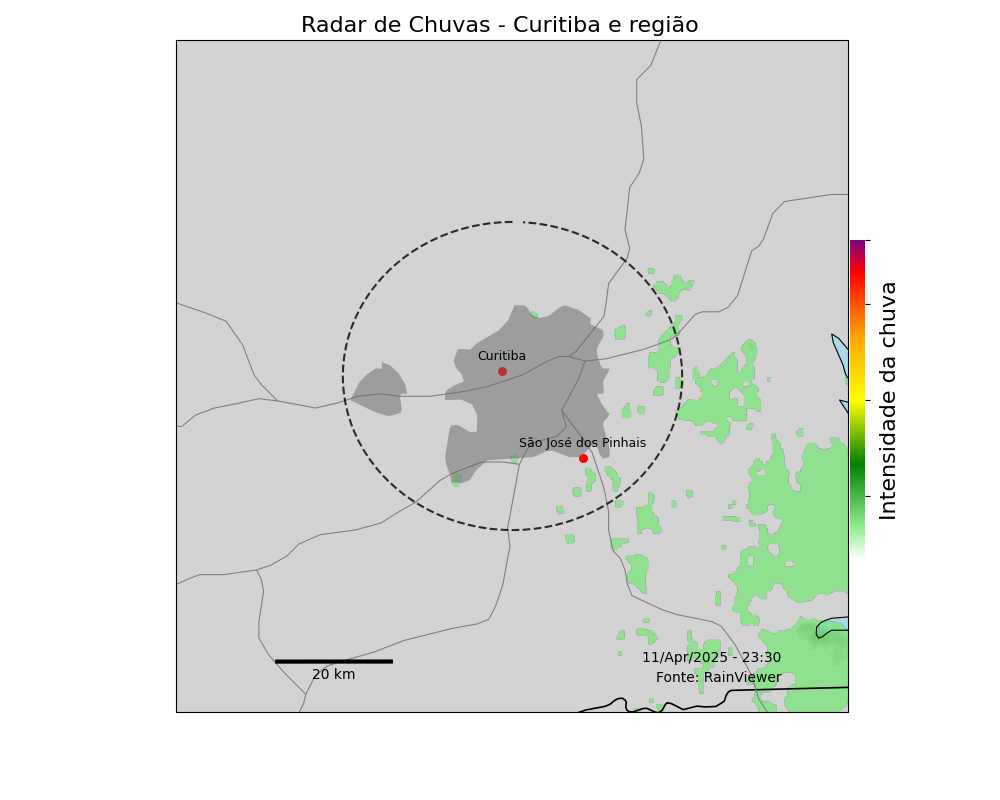 Radar de Chuvas - Curitiba e região
Curitiba
São José dos Pinhais
Intensidade da chuva
11/Apr/2025 - 23:30
Fonte: RainViewer
20 km